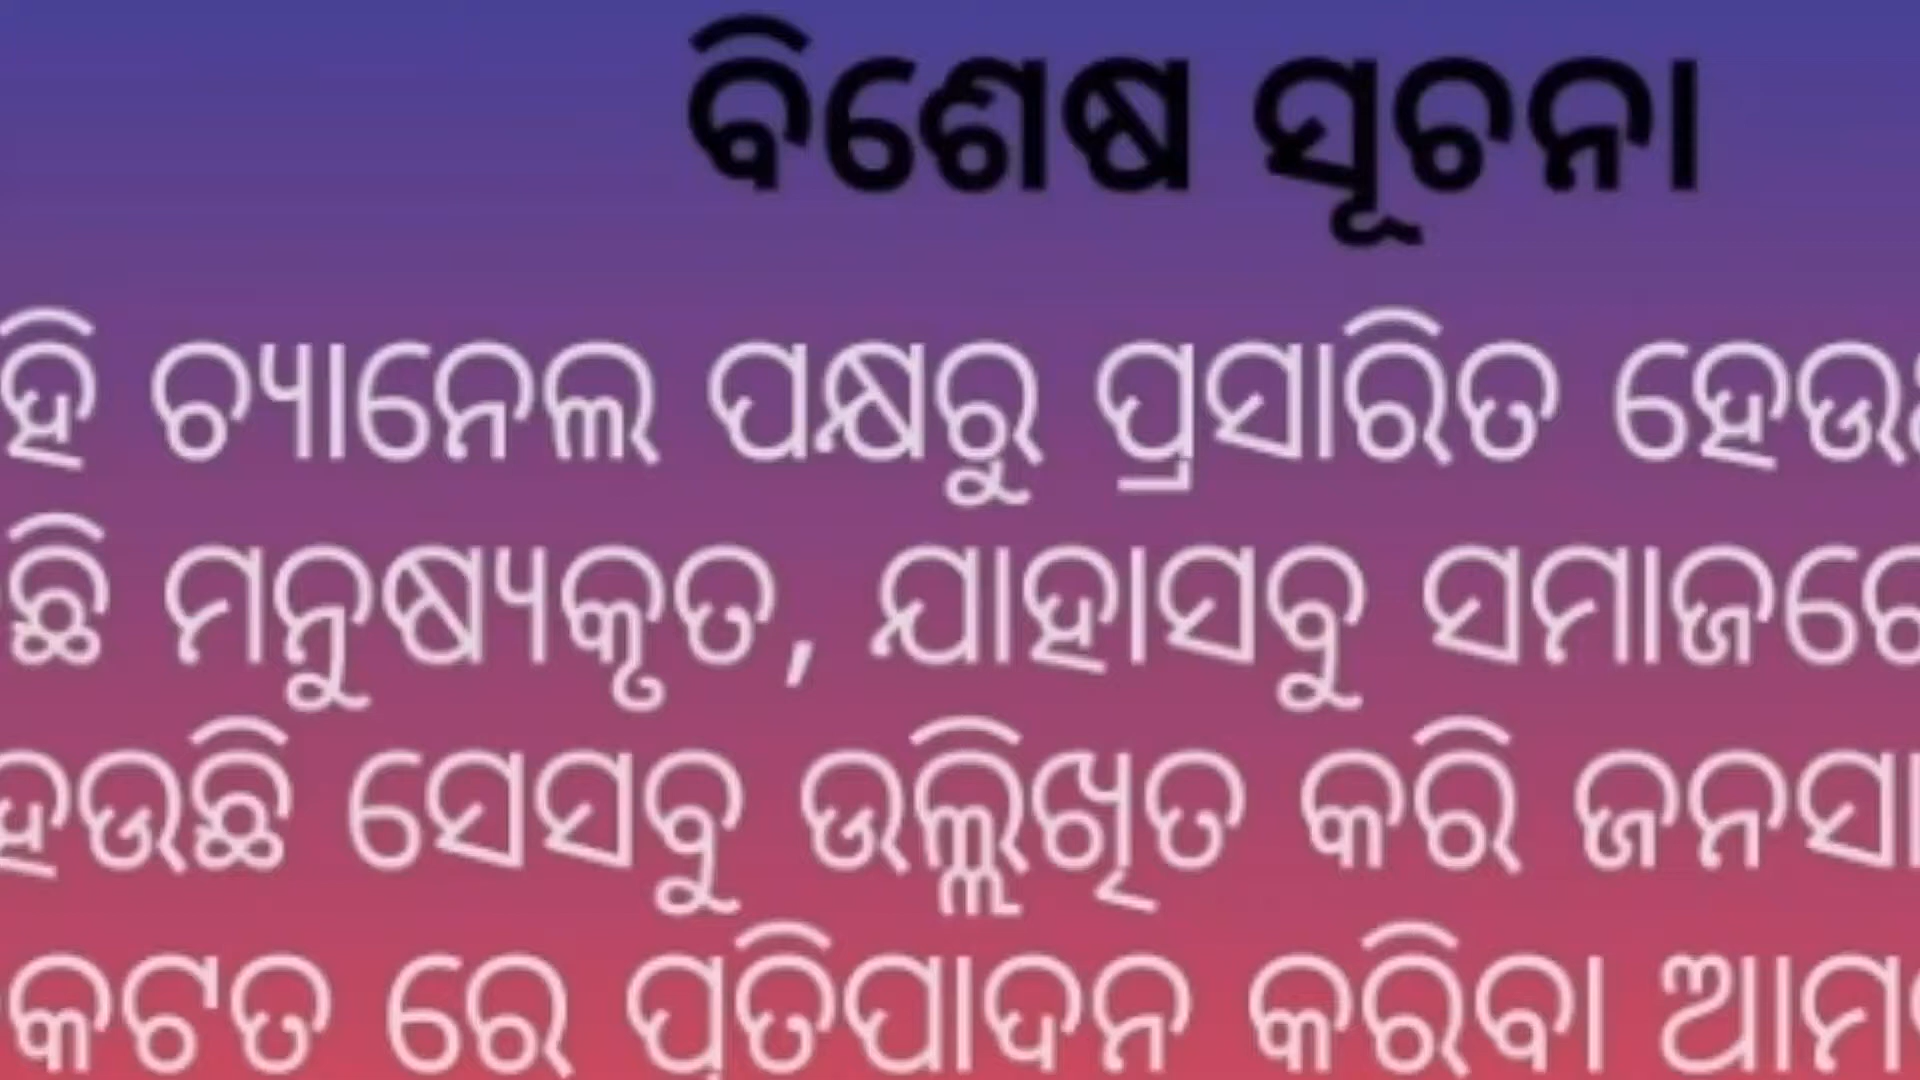 ବିଶେଷ ସୂଚନା
ହି ଚ୍ୟାନେଲ ପକ୍ଷରୁ ପ୍ରସାରିତ ହେଉ
ଛି ମନୁଷ୍ୟକୃତ, ଯାହାସବୁ ସମାଜରେ
ହେଉଛି ସେସବୁ ଉଲ୍ଲିଖିତ କରି ଜନସା
କଟତ ରେ ପ୍ରତିପାଦନ କରିବା ଆମ